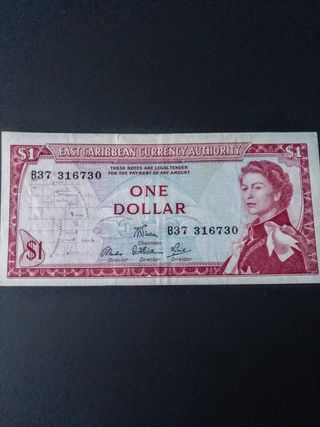 $1 EAST CARIBBEAN CURRENCY AUTHORITY $1
THESE NOTES ARE LEGAL TENDER
FOR THE PAYMENT OF ANY AMOUNT
B37 316730
ONE
DOLLAR
B37 316730
Chairman
$1
Director Director Director